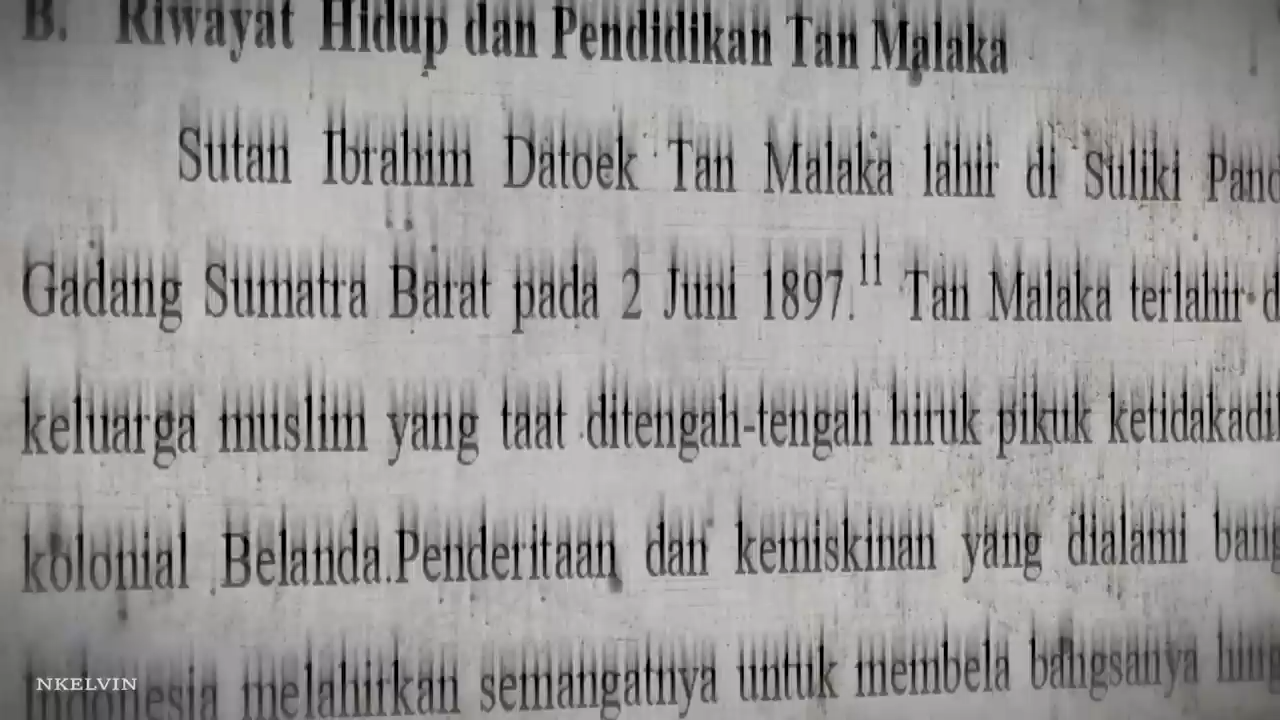 B. Riwayat Hidup dan Pendidikan Tan Malaka
Sutan Ibrahim Datoek Tan Malaka lahir di Suliki
Gadang Sumatra Barat pada 2 Juni 1897.11 Tan Malaka terlahir
keluarga muslim yang taat ditengah-tengah hiruk pikuk
kolonial Belanda.Penderitaan dan kemiskinan yang dialami
Indonesia melahirkan semangatnya untuk membela bangsanya
NKELVIN